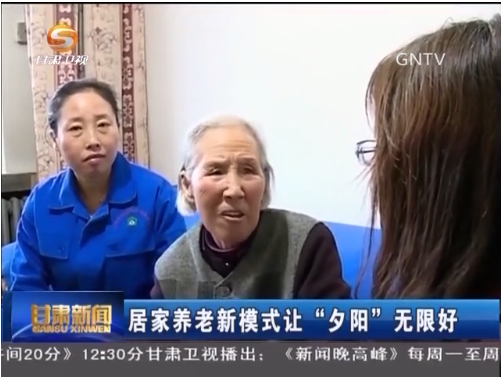 甘肃卫视
GNTV
甘肃新闻
GANSU XINWEN
居家养老新模式让“夕阳”无限好
午间20分》12:30分甘肃卫视播出；《新闻晚高峰》每周一至周